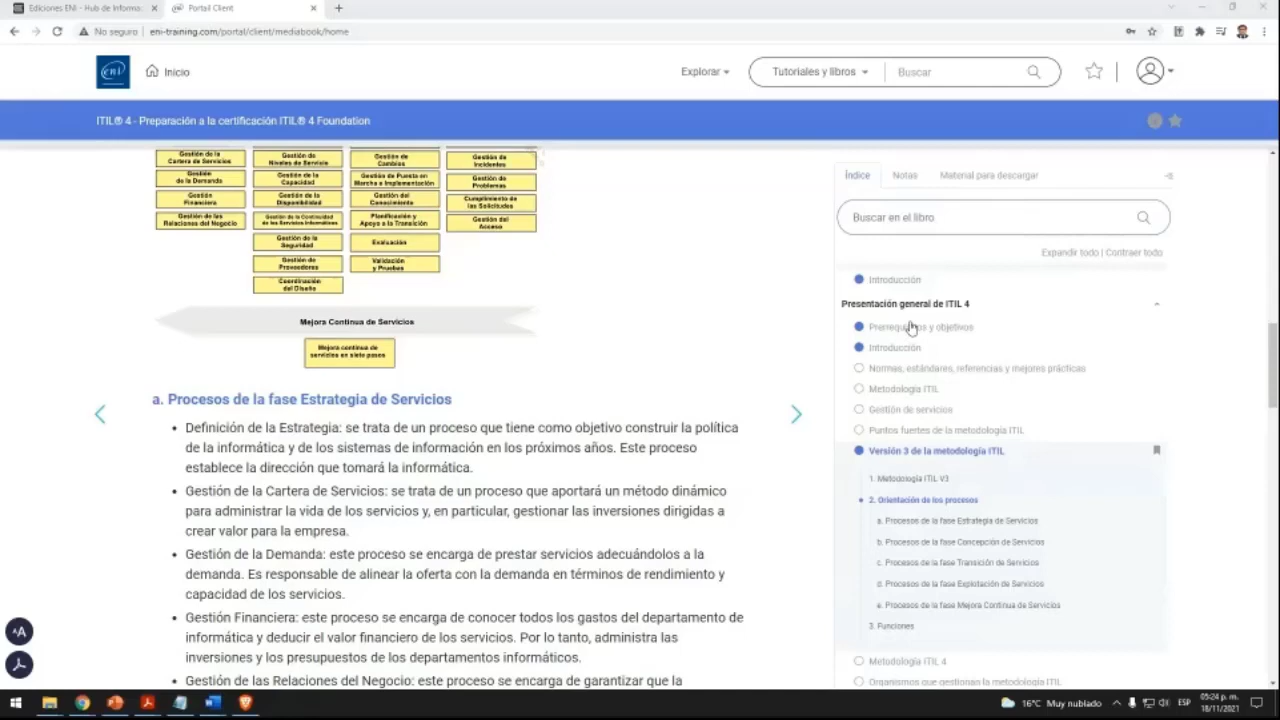 Ediciones ENI - Hub de Informa
Portail Client
No seguro
eni-training.com/portal/client/mediabook/home
eni
Inicio
Explorar
Tutoriales y libros
Buscar
ITIL® 4 - Preparación a la certificación ITIL® 4 Foundation
Gestión de la
Cartera de Servicios
Gestión
de la Demanda
Gestión
Financiera
Gestión de las
Relaciones del Negocio
Gestión de
Niveles de Servicio
Gestión de la
Capacidad
Gestión de la
Disponibilidad
Gestión de la Continuidad
de los Servicios Informáticos
Gestión de la
Seguridad
Gestión de
Proveedores
Coordinación
del Diseño
Gestión de
Cambios
Gestión de Puesta en
Marcha e Implementación
Gestión del
Conocimiento
Planificación y
Apoyo a la Transición
Evaluación
Validación
y Pruebas
Gestión de
Incidentes
Gestión de
Problemas
Cumplimiento de
las Solicitudes
Gestión del
Acceso
Mejora Continua de Servicios
Mejora continua de
servicios en siete pasos
a. Procesos de la fase Estrategia de Servicios
• Definición de la Estrategia: se trata de un proceso que tiene como objetivo construir la política
de la informática y de los sistemas de información en los próximos años. Este proceso
establece la dirección que tomará la informática.
• Gestión de la Cartera de Servicios: se trata de un proceso que aportará un método dinámico
para administrar la vida de los servicios y, en particular, gestionar las inversiones dirigidas a
crear valor para la empresa.
• Gestión de la Demanda: este proceso se encarga de prestar servicios adecuándolos a la
demanda. Es responsable de alinear la oferta con la demanda en términos de rendimiento y
capacidad de los servicios.
• Gestión Financiera: este proceso se encarga de conocer todos los gastos del departamento de
informática y deducir el valor financiero de los servicios. Por lo tanto, administra las
inversiones y los presupuestos de los departamentos informáticos.
• Gestión de las Relaciones del Negocio: este proceso se encarga de garantizar que la
Índice
Notas
Material para descargar
Buscar en el libro
Expandir todo | Contraer todo
Introducción
Presentación general de ITIL 4
Prerrequisitos y objetivos
Introducción
Normas, estándares, referencias y mejores prácticas
Metodología ITIL
Gestión de servicios
Puntos fuertes de la metodología ITIL
Versión 3 de la metodología ITIL
1. Metodología ITIL V3
2. Orientación de los procesos
a. Procesos de la fase Estrategia de Servicios
b. Procesos de la fase Concepción de Servicios
c. Procesos de la fase Transición de Servicios
d. Procesos de la fase Explotación de Servicios
e. Procesos de la fase Mejora Continua de Servicios
3. Funciones
Metodología ITIL 4
Organismos que gestionan la metodología ITIL
16°C Muy nublado
ESP
05:24 p. m.
18/11/2021